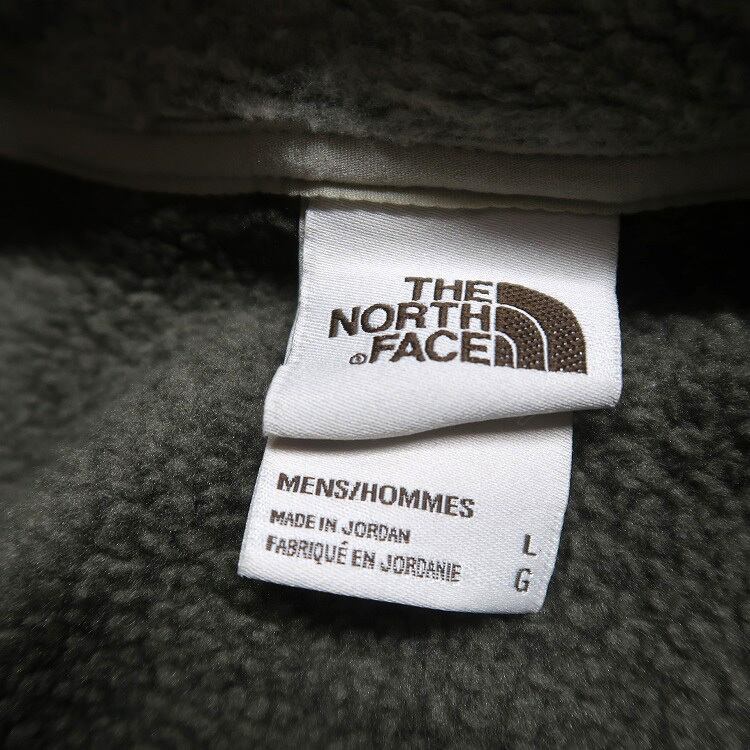 THE
NORTH
FACE
MENS/HOMMES
MADE IN JORDAN
L
FABRIQUÉ EN JORDANIE
G